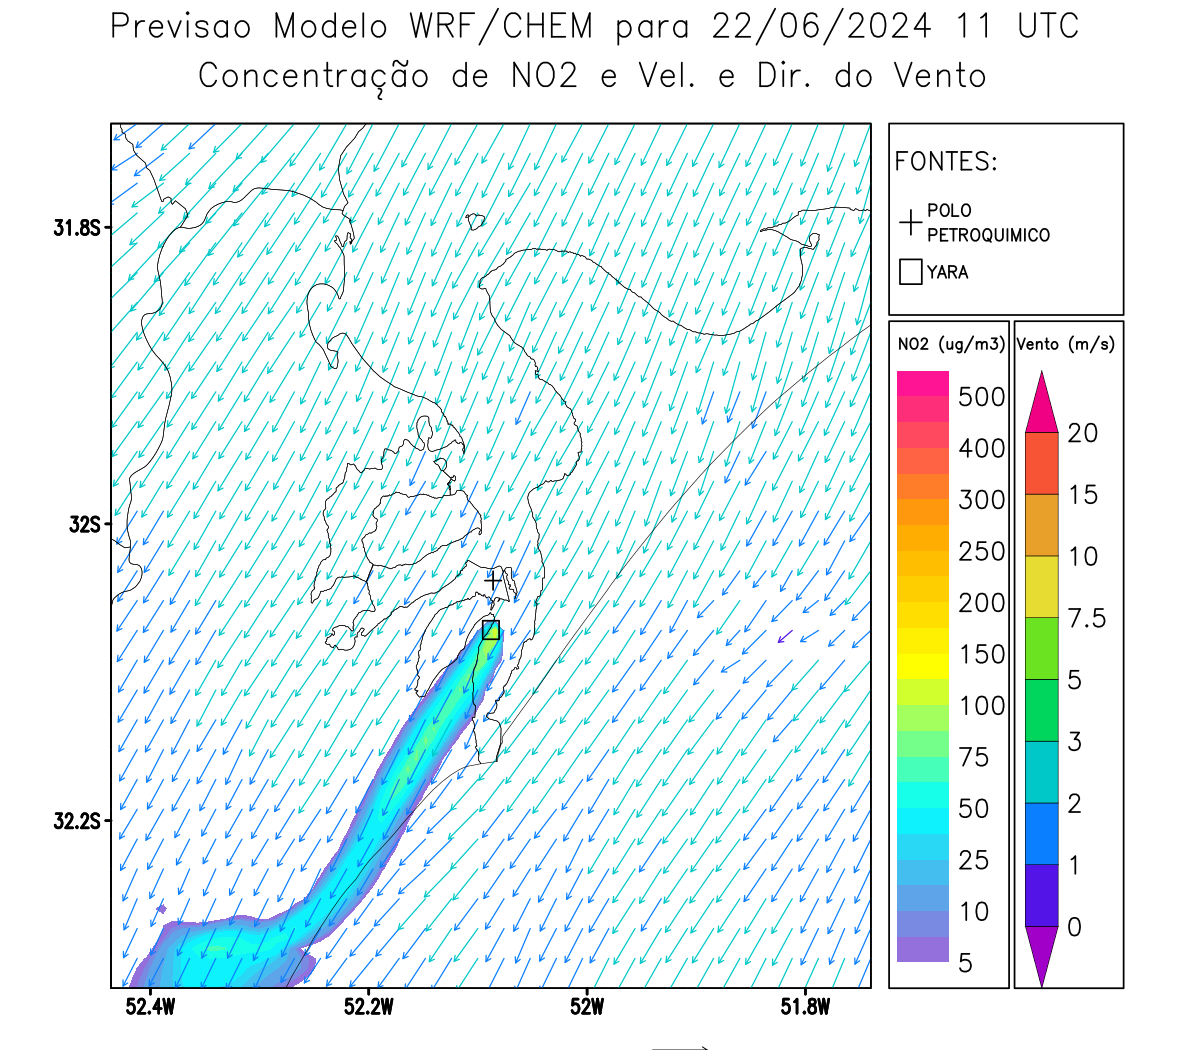 Previsao Modelo WRF/CHEM para 22/06/2024 11 UTC
Concentração de NO2 e Vel. e Dir. do Vento
FONTES:
POLO
PETROQUIMICO
YARA
31.8S
32S
32.2S
52.4W
52.2W
52W
51.8W
NO2 (ug/m3)
500
400
300
250
200
150
100
75
50
25
10
5
Vento (m/s)
20
15
10
7.5
5
3
2
1
0